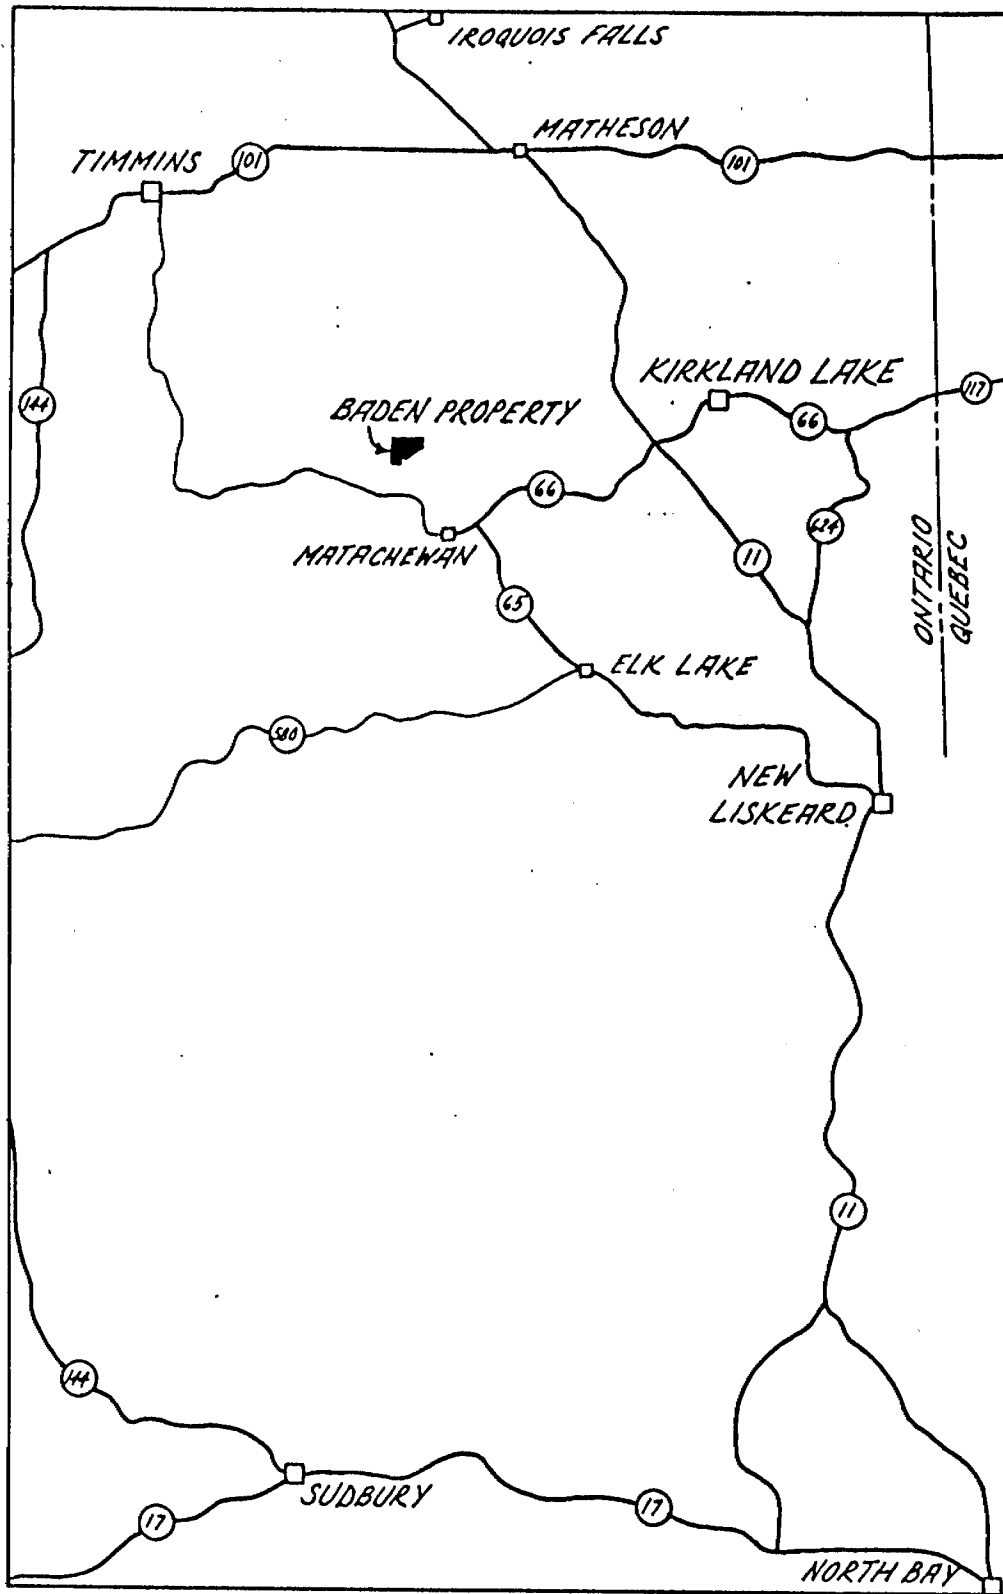 IROQUOIS FALLS
MATHESON
TIMMINS
101
101
KIRKLAND LAKE
117
144
BADEN PROPERTY
66
66
624
MATACHEWAN
11
ONTARIO
QUEBEC
65
ELK LAKE
560
NEW
LISKEARD
11
144
SUDBURY
17
17
NORTH BAY